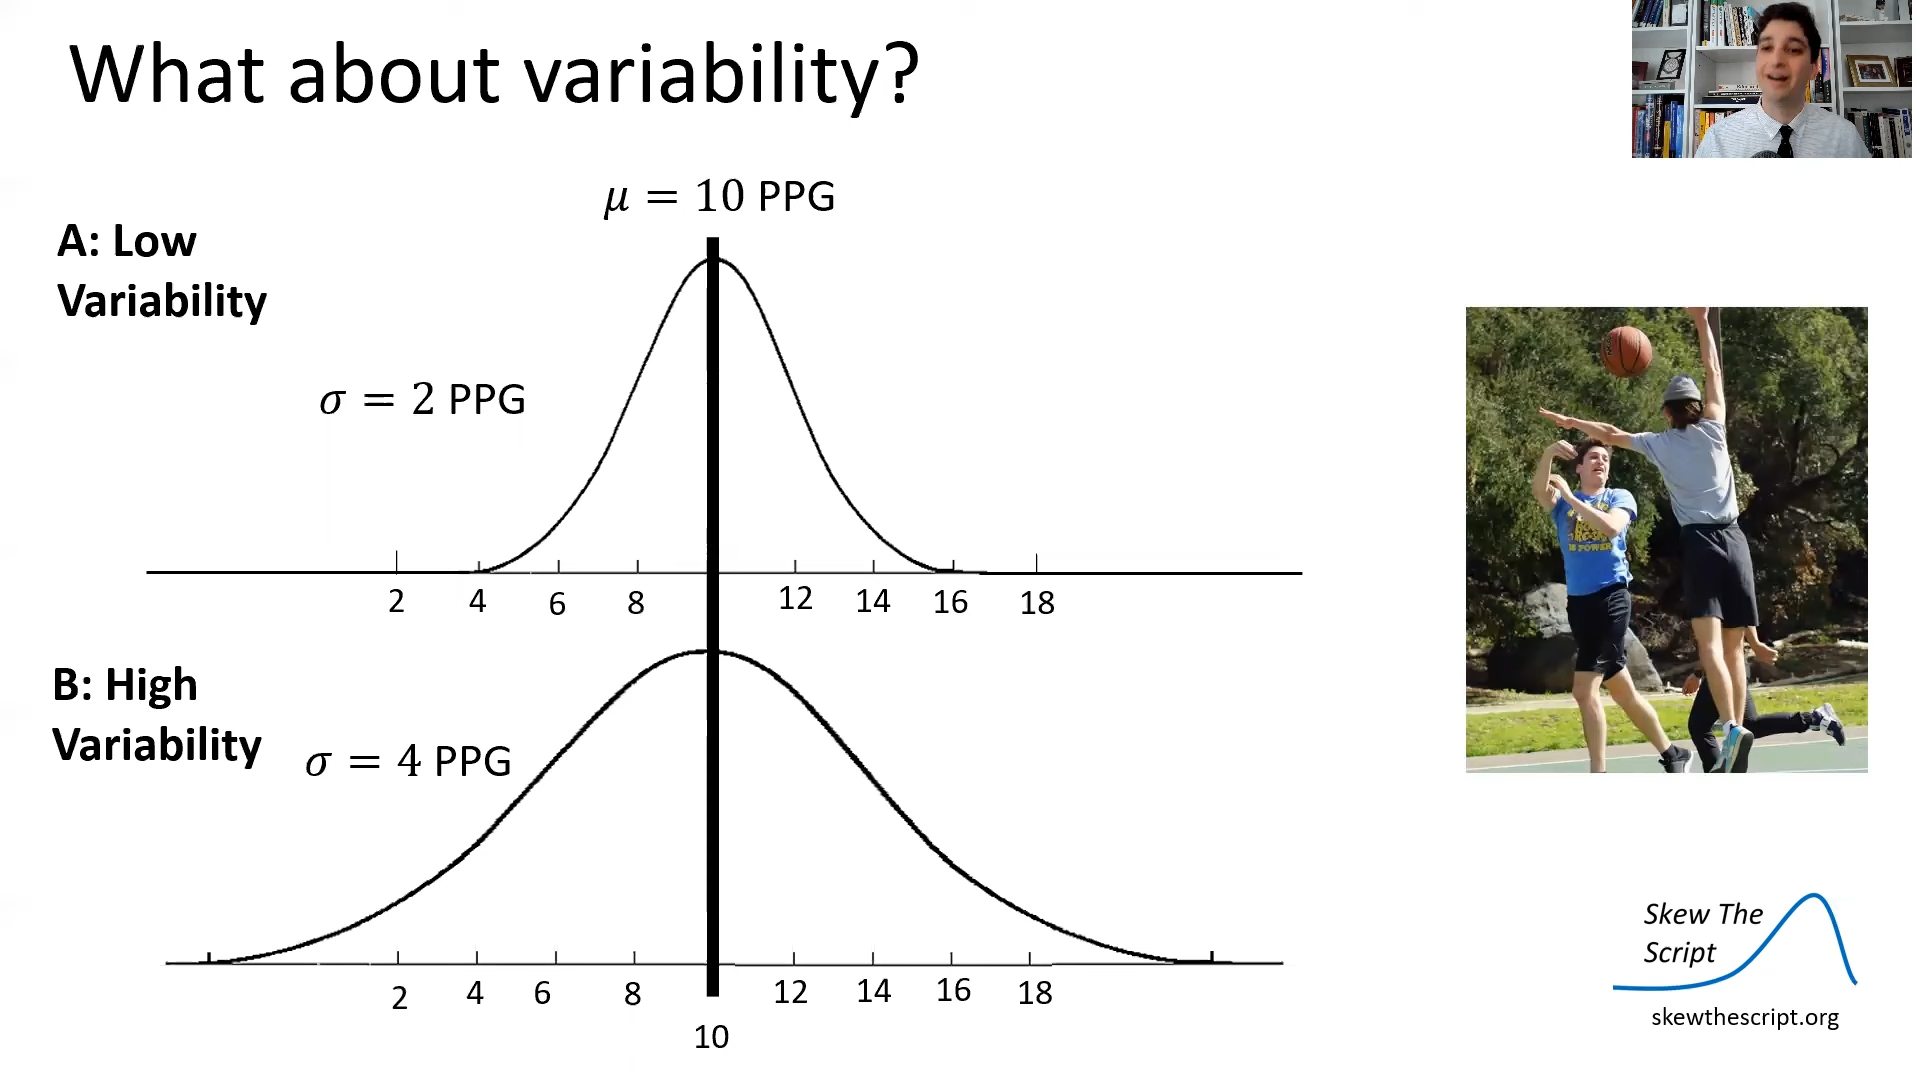 What about variability?
μ = 10 PPG
A: Low
Variability
σ = 2 PPG
2 4 6 8 12 14 16 18
B: High
Variability
σ = 4 PPG
2 4 6 8 12 14 16 18
10
Skew The
Script
skewthescript.org